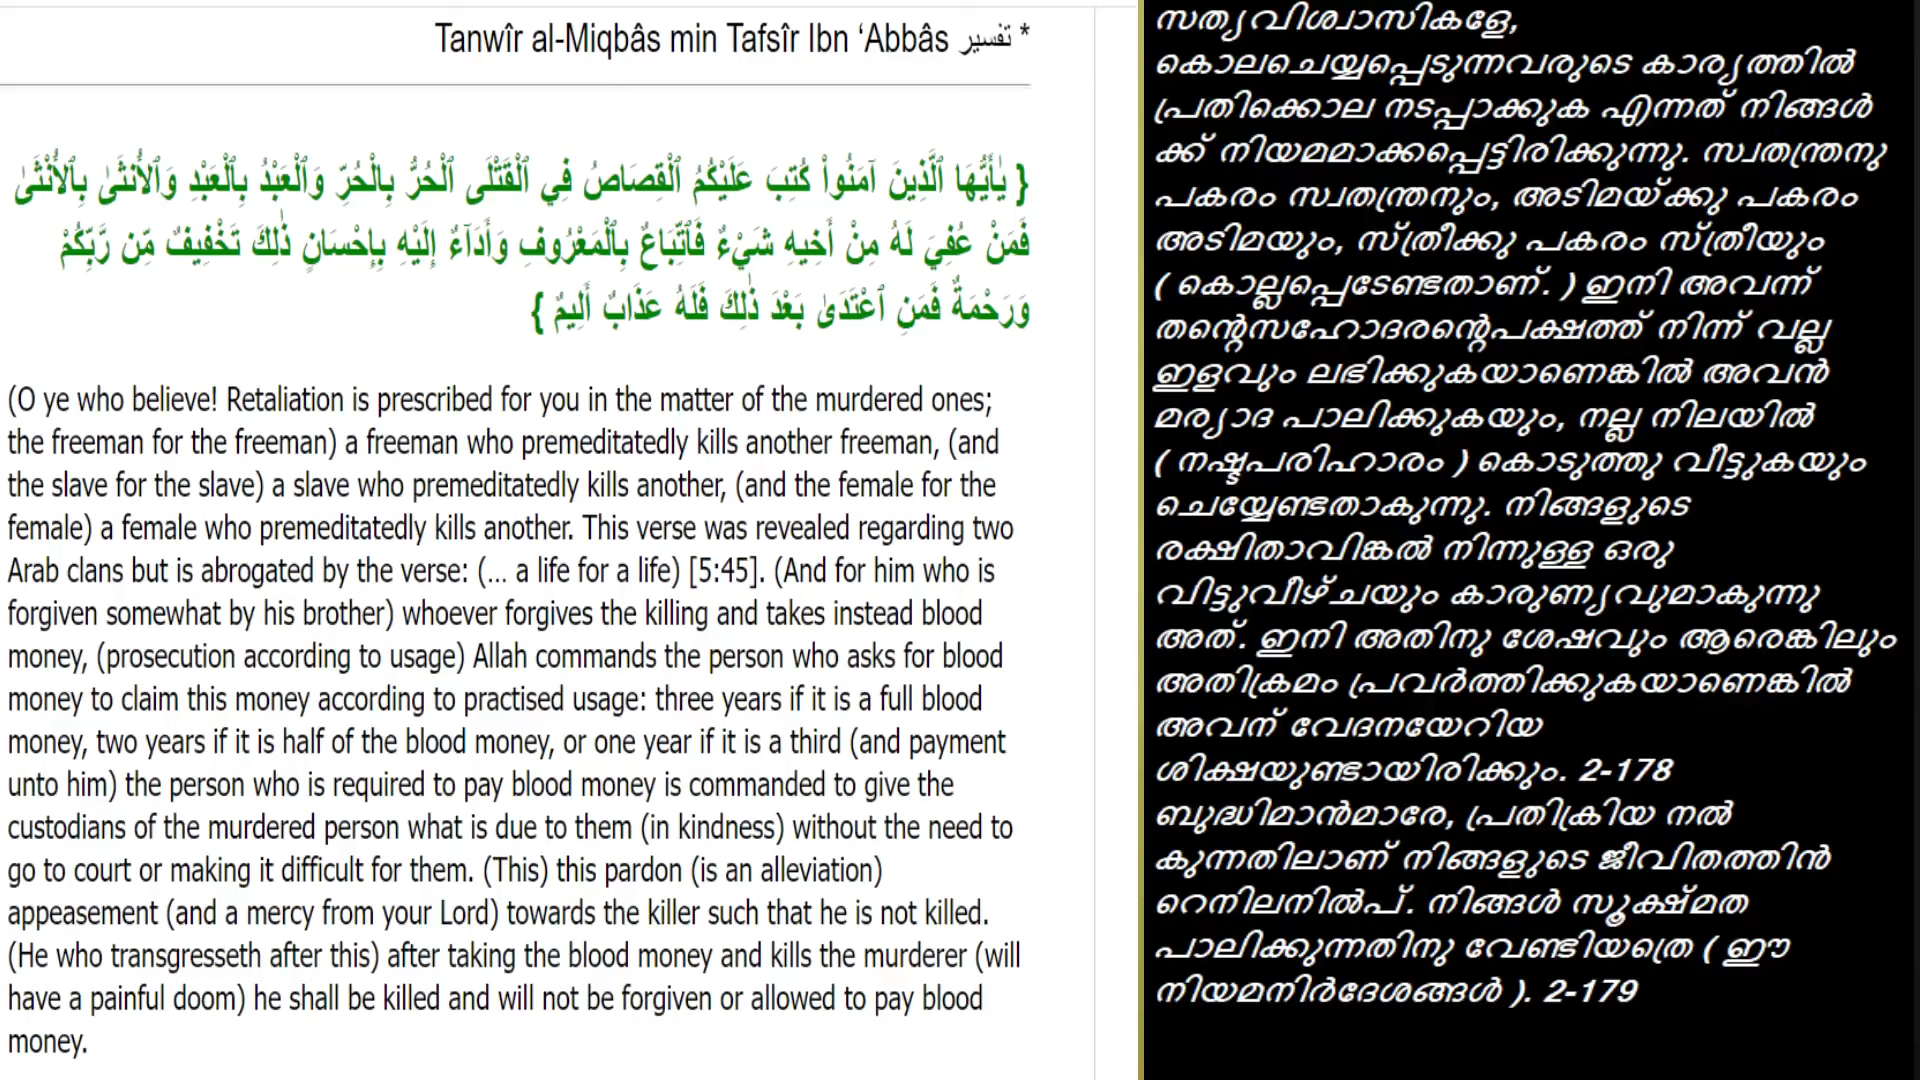 * تفسير Tanwîr al-Miqbâs min Tafsîr Ibn ‘Abbâs
{ يٰأَيُّهَا ٱلَّذِينَ آمَنُواْ كُتِبَ عَلَيْكُمُ ٱلْقِصَاصُ فِي ٱلْقَتْلَى ٱلْحُرُّ بِالْحُرِّ وَٱلْعَبْدُ بِٱلْعَبْدِ وَٱلأُنْثَىٰ بِٱلأُنْثَىٰ
فَمَنْ عُفِيَ لَهُ مِنْ أَخِيهِ شَيْءٌ فَٱتِّبَاعٌ بِٱلْمَعْرُوفِ وَأَدَآءٌ إِلَيْهِ بِإِحْسَانٍ ذٰلِكَ تَخْفِيفٌ مِّن رَّبِّكُمْ
وَرَحْمَةٌ فَمَنِ ٱعْتَدَىٰ بَعْدَ ذٰلِكَ فَلَهُ عَذَابٌ أَلِيمٌ }
(O ye who believe! Retaliation is prescribed for you in the matter of the murdered ones;
the freeman for the freeman) a freeman who premeditatedly kills another freeman, (and
the slave for the slave) a slave who premeditatedly kills another, (and the female for the
female) a female who premeditatedly kills another. This verse was revealed regarding two
Arab clans but is abrogated by the verse: (... a life for a life) [5:45]. (And for him who is
forgiven somewhat by his brother) whoever forgives the killing and takes instead blood
money, (prosecution according to usage) Allah commands the person who asks for blood
money to claim this money according to practised usage: three years if it is a full blood
money, two years if it is half of the blood money, or one year if it is a third (and payment
unto him) the person who is required to pay blood money is commanded to give the
custodians of the murdered person what is due to them (in kindness) without the need to
go to court or making it difficult for them. (This) this pardon (is an alleviation)
appeasement (and a mercy from your Lord) towards the killer such that he is not killed.
(He who transgresseth after this) after taking the blood money and kills the murderer (will
have a painful doom) he shall be killed and will not be forgiven or allowed to pay blood
money.
സത്യവിശ്വാസികളേ,
കൊലചെയ്യപ്പെടുന്നവരുടെ കാര്യത്തില്‍
പ്രതിക്കൊല നടപ്പാക്കുക എന്നത് നിങ്ങള്‍
ക്ക് നിയമമാക്കപ്പെട്ടിരിക്കുന്നു. സ്വതന്ത്രനു
പകരം സ്വതന്ത്രനും, അടിമയ്ക്കു പകരം
അടിമയും, സ്ത്രീക്കു പകരം സ്ത്രീയും
( കൊല്ലപ്പെടേണ്ടതാണ്. ) ഇനി അവന്ന്
തന്റെസഹോദരന്റെപക്ഷത്ത് നിന്ന് വല്ല
ഇളവും ലഭിക്കുകയാണെങ്കില്‍ അവന്‍
മര്യാദ പാലിക്കുകയും, നല്ല നിലയില്‍
( നഷ്ടപരിഹാരം ) കൊടുത്തു വീട്ടുകയും
ചെയ്യേണ്ടതാകുന്നു. നിങ്ങളുടെ
രക്ഷിതാവിങ്കല്‍ നിന്നുള്ള ഒരു
വിട്ടുവീഴ്ചയും കാരുണ്യവുമാകുന്നു
അത്. ഇനി അതിനു ശേഷവും ആരെങ്കിലും
അതിക്രമം പ്രവര്‍ത്തിക്കുകയാണെങ്കില്‍
അവന് വേദനയേറിയ
ശിക്ഷയുണ്ടായിരിക്കും. 2-178
ബുദ്ധിമാന്‍മാരേ, പ്രതിക്രിയ നല്‍
കുന്നതിലാണ് നിങ്ങളുടെ ജീവിതത്തിന്‍
റെനിലനില്‍പ്. നിങ്ങള്‍ സൂക്ഷ്മത
പാലിക്കുന്നതിനു വേണ്ടിയത്രെ ( ഈ
നിയമനിര്‍ദേശങ്ങള്‍ ). 2-179